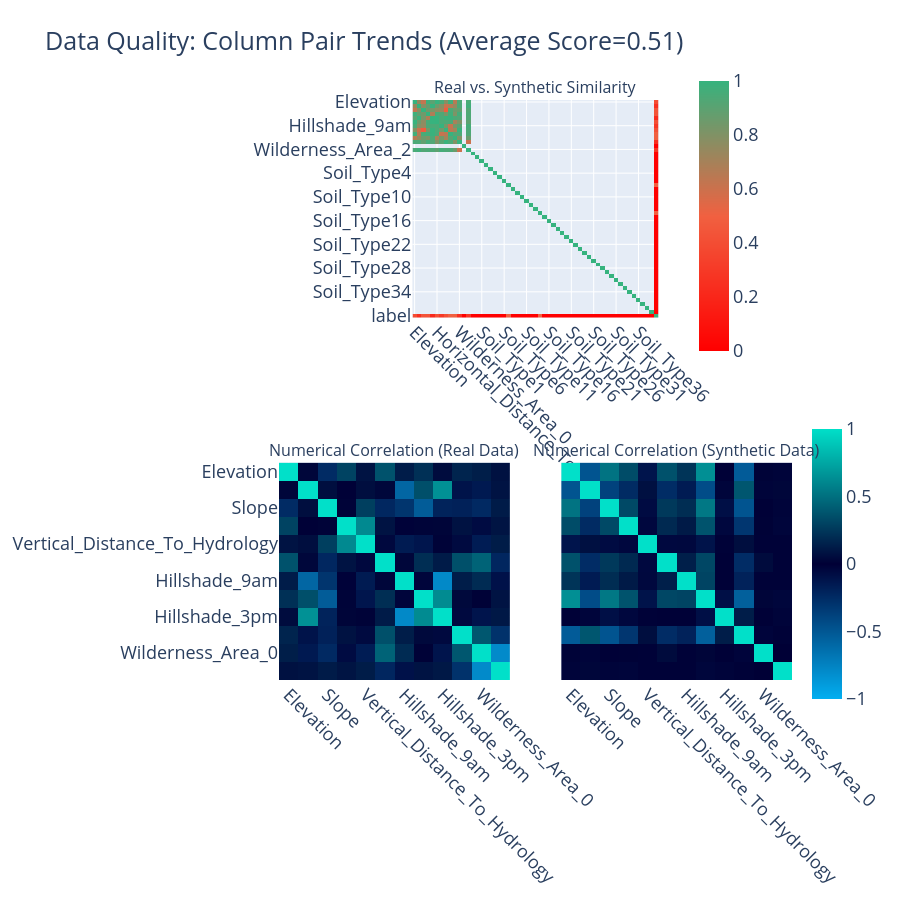 Data Quality: Column Pair Trends (Average Score=0.51)
Real vs. Synthetic Similarity
Elevation
Hillshade_9am
Wilderness_Area_2
Soil_Type4
Soil_Type10
Soil_Type16
Soil_Type22
Soil_Type28
Soil_Type34
label
Elevation
Horizontal_Distance_To
Wilderness_Area_0
Soil_Type1
Soil_Type6
Soil_Type11
Soil_Type16
Soil_Type21
Soil_Type26
Soil_Type31
Soil_Type36
1
0.8
0.6
0.4
0.2
0
Numerical Correlation (Real Data)
Elevation
Slope
Vertical_Distance_To_Hydrology
Hillshade_9am
Hillshade_3pm
Wilderness_Area_0
Elevation
Slope
Vertical_Distance_To_Hydrology
Hillshade_9am
Hillshade_3pm
Wilderness_Area_0
Numerical Correlation (Synthetic Data)
Elevation
Slope
Vertical_Distance_To_Hydrology
Hillshade_9am
Hillshade_3pm
Wilderness_Area_0
1
0.5
0
−0.5
−1